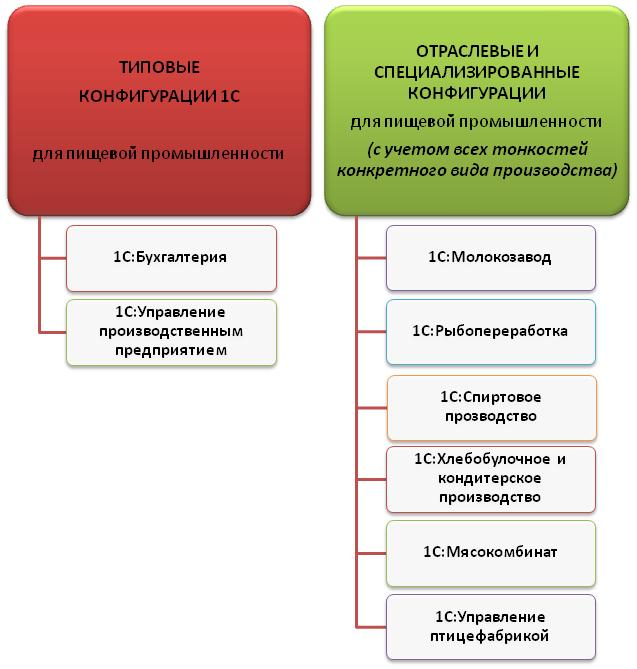 ТИПОВЫЕ
КОНФИГУРАЦИИ 1С
для пищевой промышленности
1С:Бухгалтерия
1С:Управление
производственным
предприятием
ОТРАСЛЕВЫЕ И
СПЕЦИАЛИЗИРОВАННЫЕ
КОНФИГУРАЦИИ
для пищевой промышленности
(с учетом всех тонкостей
конкретного вида производства)
1С:Молокозавод
1С:Рыбопереработка
1С:Спиртовое
прозводство
1С:Хлебобулочное и
кондитерское
производство
1С:Мясокомбинат
1С:Управление
птицефабрикой